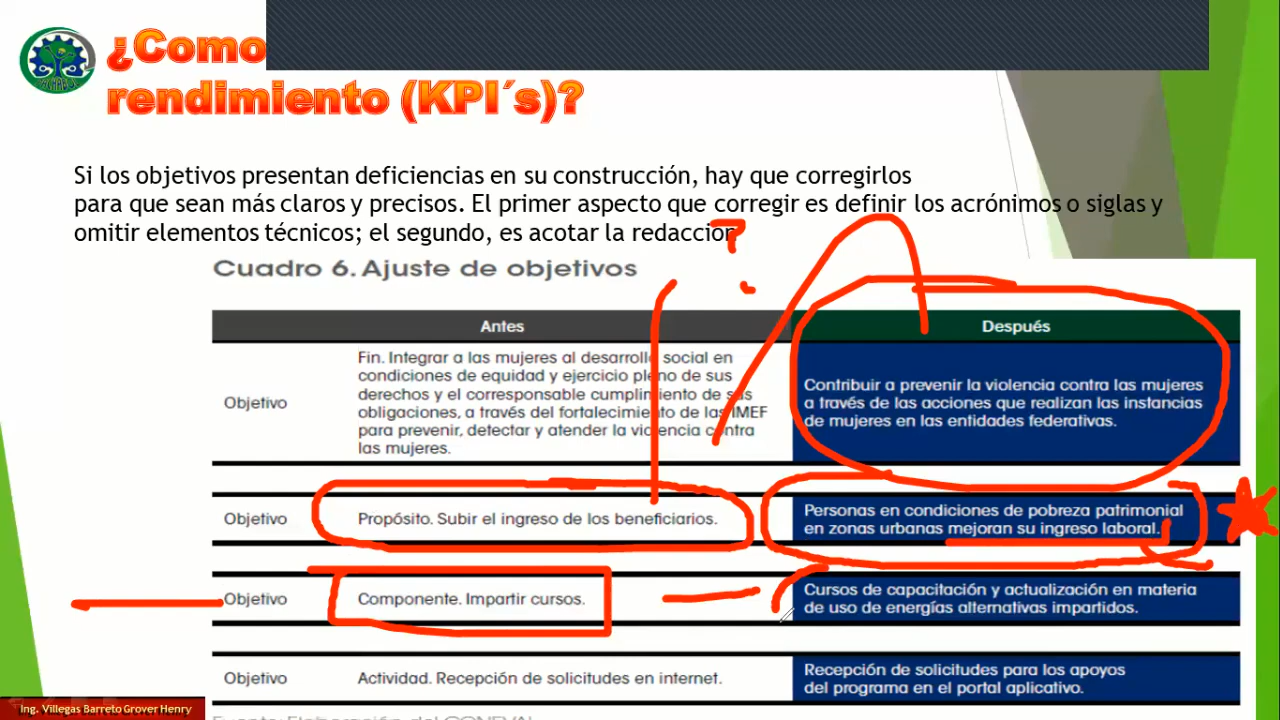 ¿Como
rendimiento (KPI´s)?
Si los objetivos presentan deficiencias en su construcción, hay que corregirlos
para que sean más claros y precisos. El primer aspecto que corregir es definir los acrónimos o siglas y
omitir elementos técnicos; el segundo, es acotar la redacción
?
Cuadro 6. Ajuste de objetivos
Antes
Después
Objetivo
Fin. Integrar a las mujeres al desarrollo social en
condiciones de equidad y ejercicio pleno de sus
derechos y el corresponsable cumplimiento de sus
obligaciones, a través del fortalecimiento de las IMEF
para prevenir, detectar y atender la violencia contra
las mujeres.
Contribuir a prevenir la violencia contra las mujeres
a través de las acciones que realizan las instancias
de mujeres en las entidades federativas.
Objetivo
Propósito. Subir el ingreso de los beneficiarios.
Personas en condiciones de pobreza patrimonial
en zonas urbanas mejoran su ingreso laboral.
Objetivo
Componente. Impartir cursos.
Cursos de capacitación y actualización en materia
de uso de energías alternativas impartidos.
Objetivo
Actividad. Recepción de solicitudes en internet.
Recepción de solicitudes para los apoyos
del programa en el portal aplicativo.
Ing. Villegas Barreto Grover Henry
Fuente: Elaboración del CONEVAL